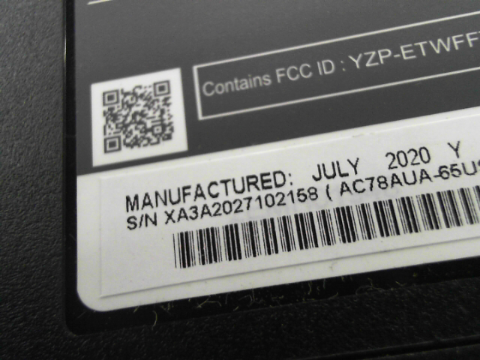 Contains FCC ID : YZP-ETWFF
MANUFACTURED: JULY 2020 Y
S/N XA3A2027102158 ( AC78AUA-65U